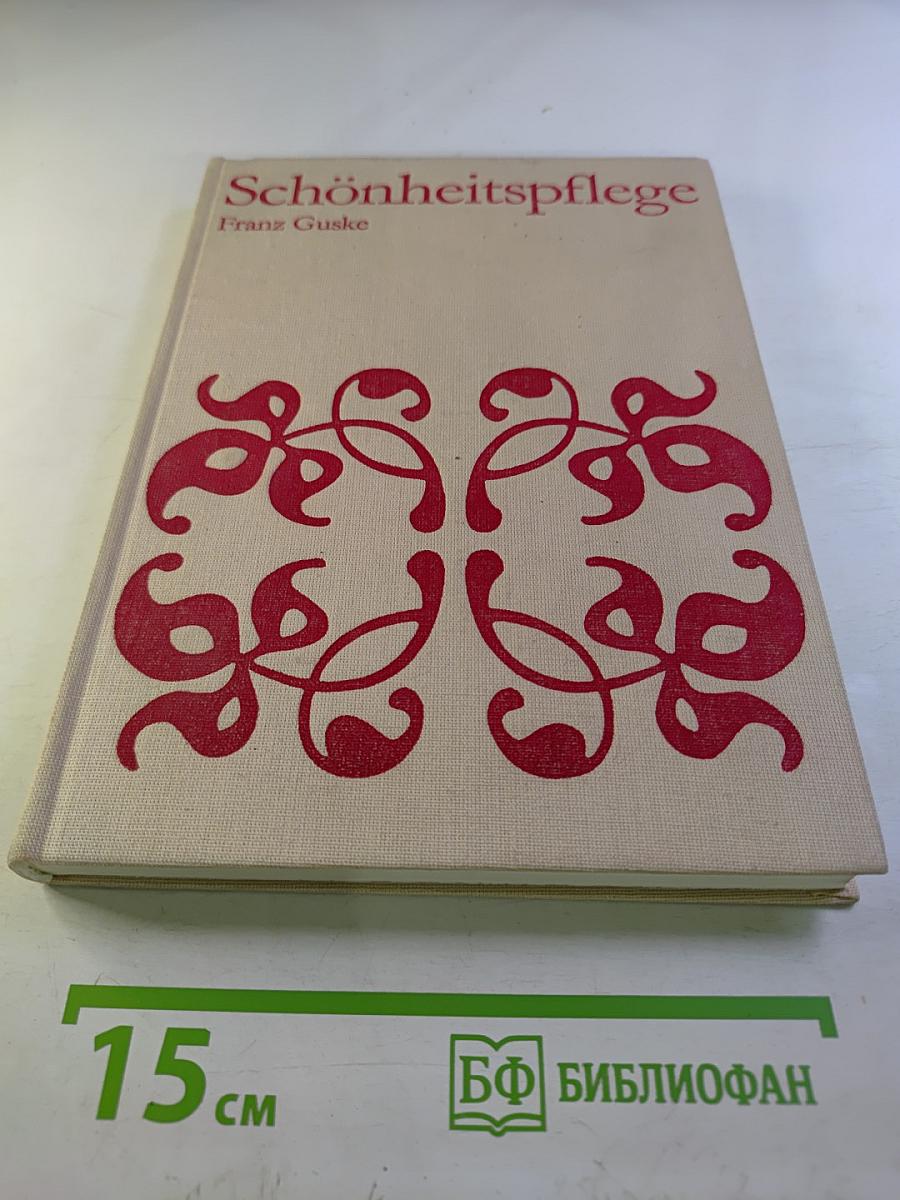 Schönheitspflege
Franz Guske
15 см
БФ БИБЛИОФАН